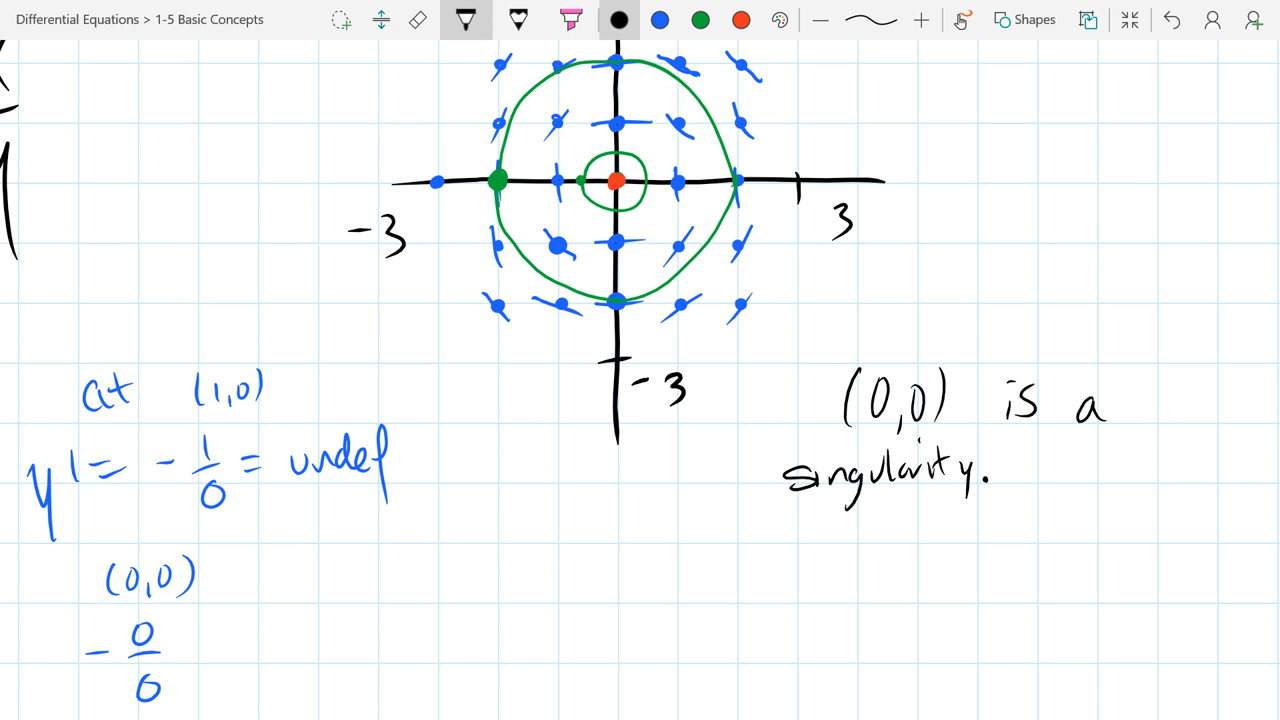 Differential Equations > 1-5 Basic Concepts
Shapes
-3
3
-3
at (1,0)
y' = - 1/0 = undef
(0,0)
- 0/0
(0,0) is a
singularity.